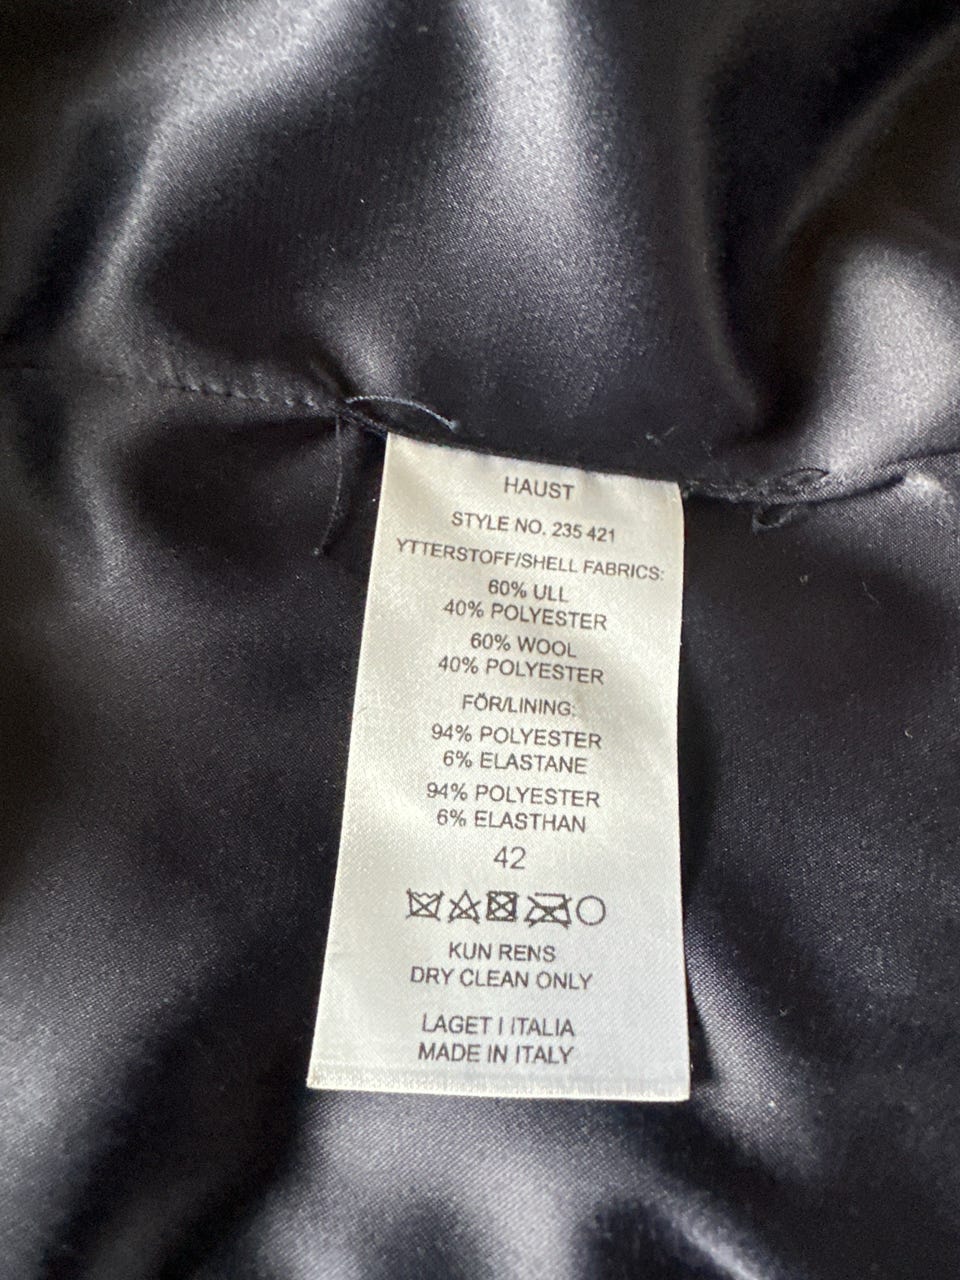 HAUST
STYLE NO. 235 421
YTTERSTOFF/SHELL FABRICS:
60% ULL
40% POLYESTER
60% WOOL
40% POLYESTER
FÖR/LINING:
94% POLYESTER
6% ELASTANE
94% POLYESTER
6% ELASTHAN
42
KUN RENS
DRY CLEAN ONLY
LAGET I ITALIA
MADE IN ITALY